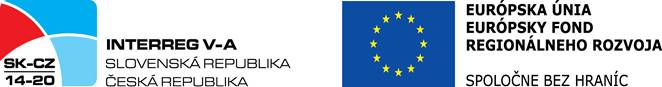 SK-CZ
14-20
INTERREG V-A
SLOVENSKÁ REPUBLIKA
ČESKÁ REPUBLIKA
EURÓPSKA ÚNIA
EURÓPSKY FOND
REGIONÁLNEHO ROZVOJA
SPOLOČNE BEZ HRANÍC